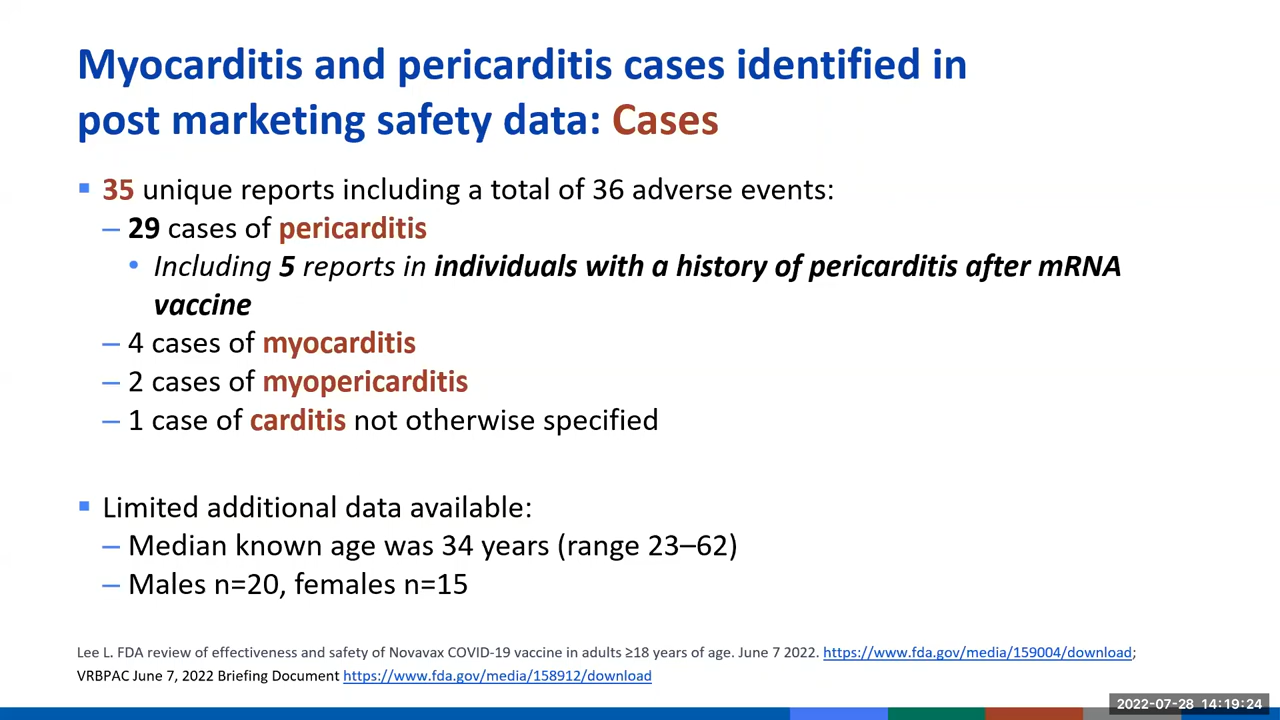 Myocarditis and pericarditis cases identified in
post marketing safety data: Cases
▪ 35 unique reports including a total of 36 adverse events:
– 29 cases of pericarditis
• Including 5 reports in individuals with a history of pericarditis after mRNA
vaccine
– 4 cases of myocarditis
– 2 cases of myopericarditis
– 1 case of carditis not otherwise specified
▪ Limited additional data available:
– Median known age was 34 years (range 23–62)
– Males n=20, females n=15
Lee L. FDA review of effectiveness and safety of Novavax COVID-19 vaccine in adults ≥18 years of age. June 7 2022. https://www.fda.gov/media/159004/download;
VRBPAC June 7, 2022 Briefing Document https://www.fda.gov/media/158912/download
2022-07-28 14:19:24